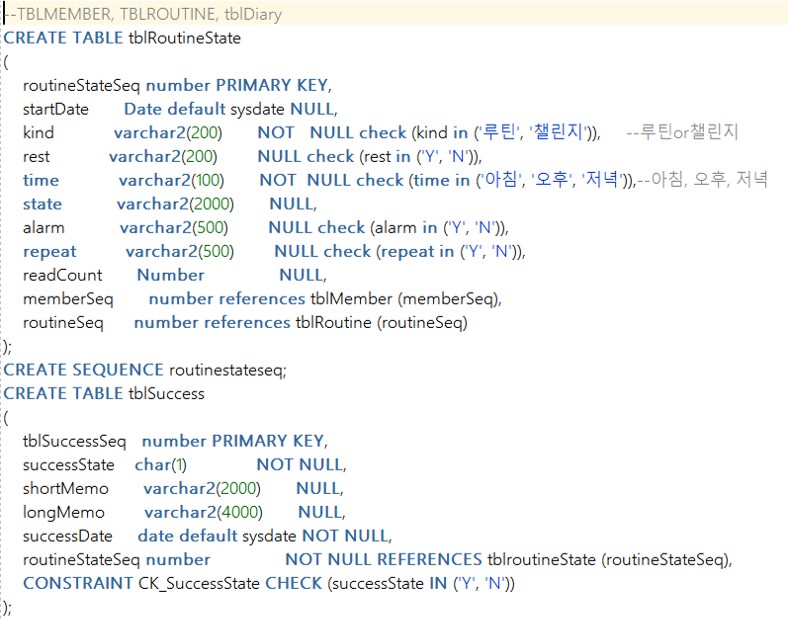 --TBLMEMBER, TBLROUTINE, tblDiary
CREATE TABLE tblRoutineState
(
routineStateSeq number PRIMARY KEY,
startDate Date default sysdate NULL,
kind varchar2(200) NOT NULL check (kind in ('루틴', '챌린지')), --루틴or챌린지
rest varchar2(200) NULL check (rest in ('Y', 'N')),
time varchar2(100) NOT NULL check (time in ('아침', '오후', '저녁')),--아침, 오후, 저녁
state varchar2(2000) NULL,
alarm varchar2(500) NULL check (alarm in ('Y', 'N')),
repeat varchar2(500) NULL check (repeat in ('Y', 'N')),
readCount Number NULL,
memberSeq number references tblMember (memberSeq),
routineSeq number references tblRoutine (routineSeq)
);
CREATE SEQUENCE routinestateseq;
CREATE TABLE tblSuccess
(
tblSuccessSeq number PRIMARY KEY,
successState char(1) NOT NULL,
shortMemo varchar2(2000) NULL,
longMemo varchar2(4000) NULL,
successDate date default sysdate NOT NULL,
routineStateSeq number NOT NULL REFERENCES tblroutineState (routineStateSeq),
CONSTRAINT CK_SuccessState CHECK (successState IN ('Y', 'N'))
);